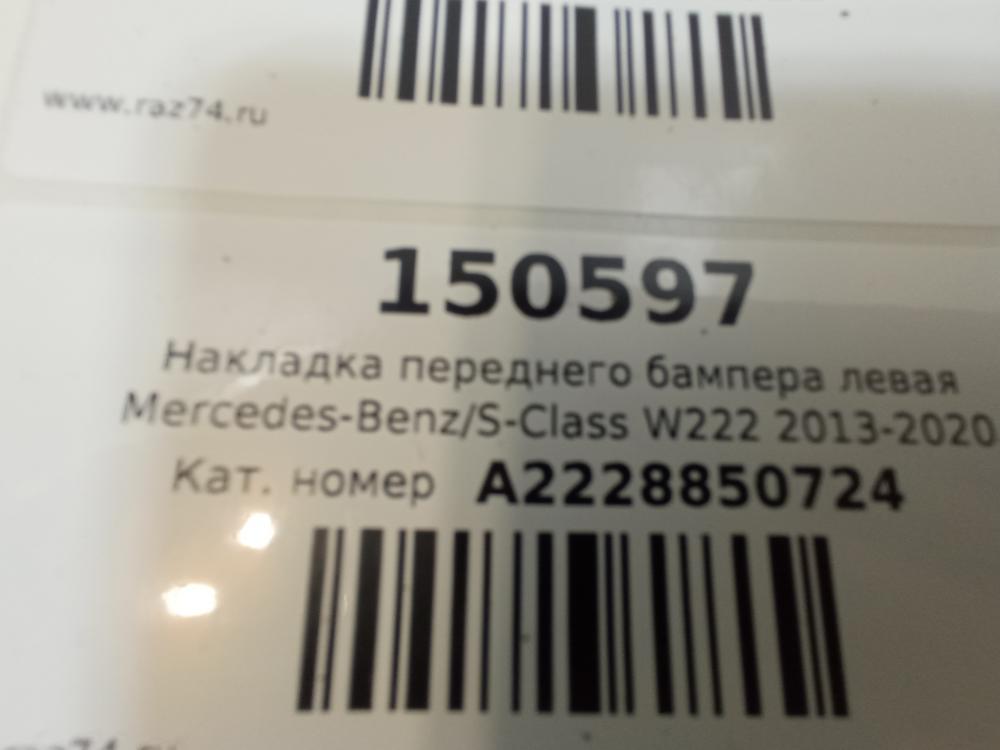 www.raz74.ru
150597
Накладка переднего бампера левая
Mercedes-Benz/S-Class W222 2013-2020
Кат. номер A2228850724